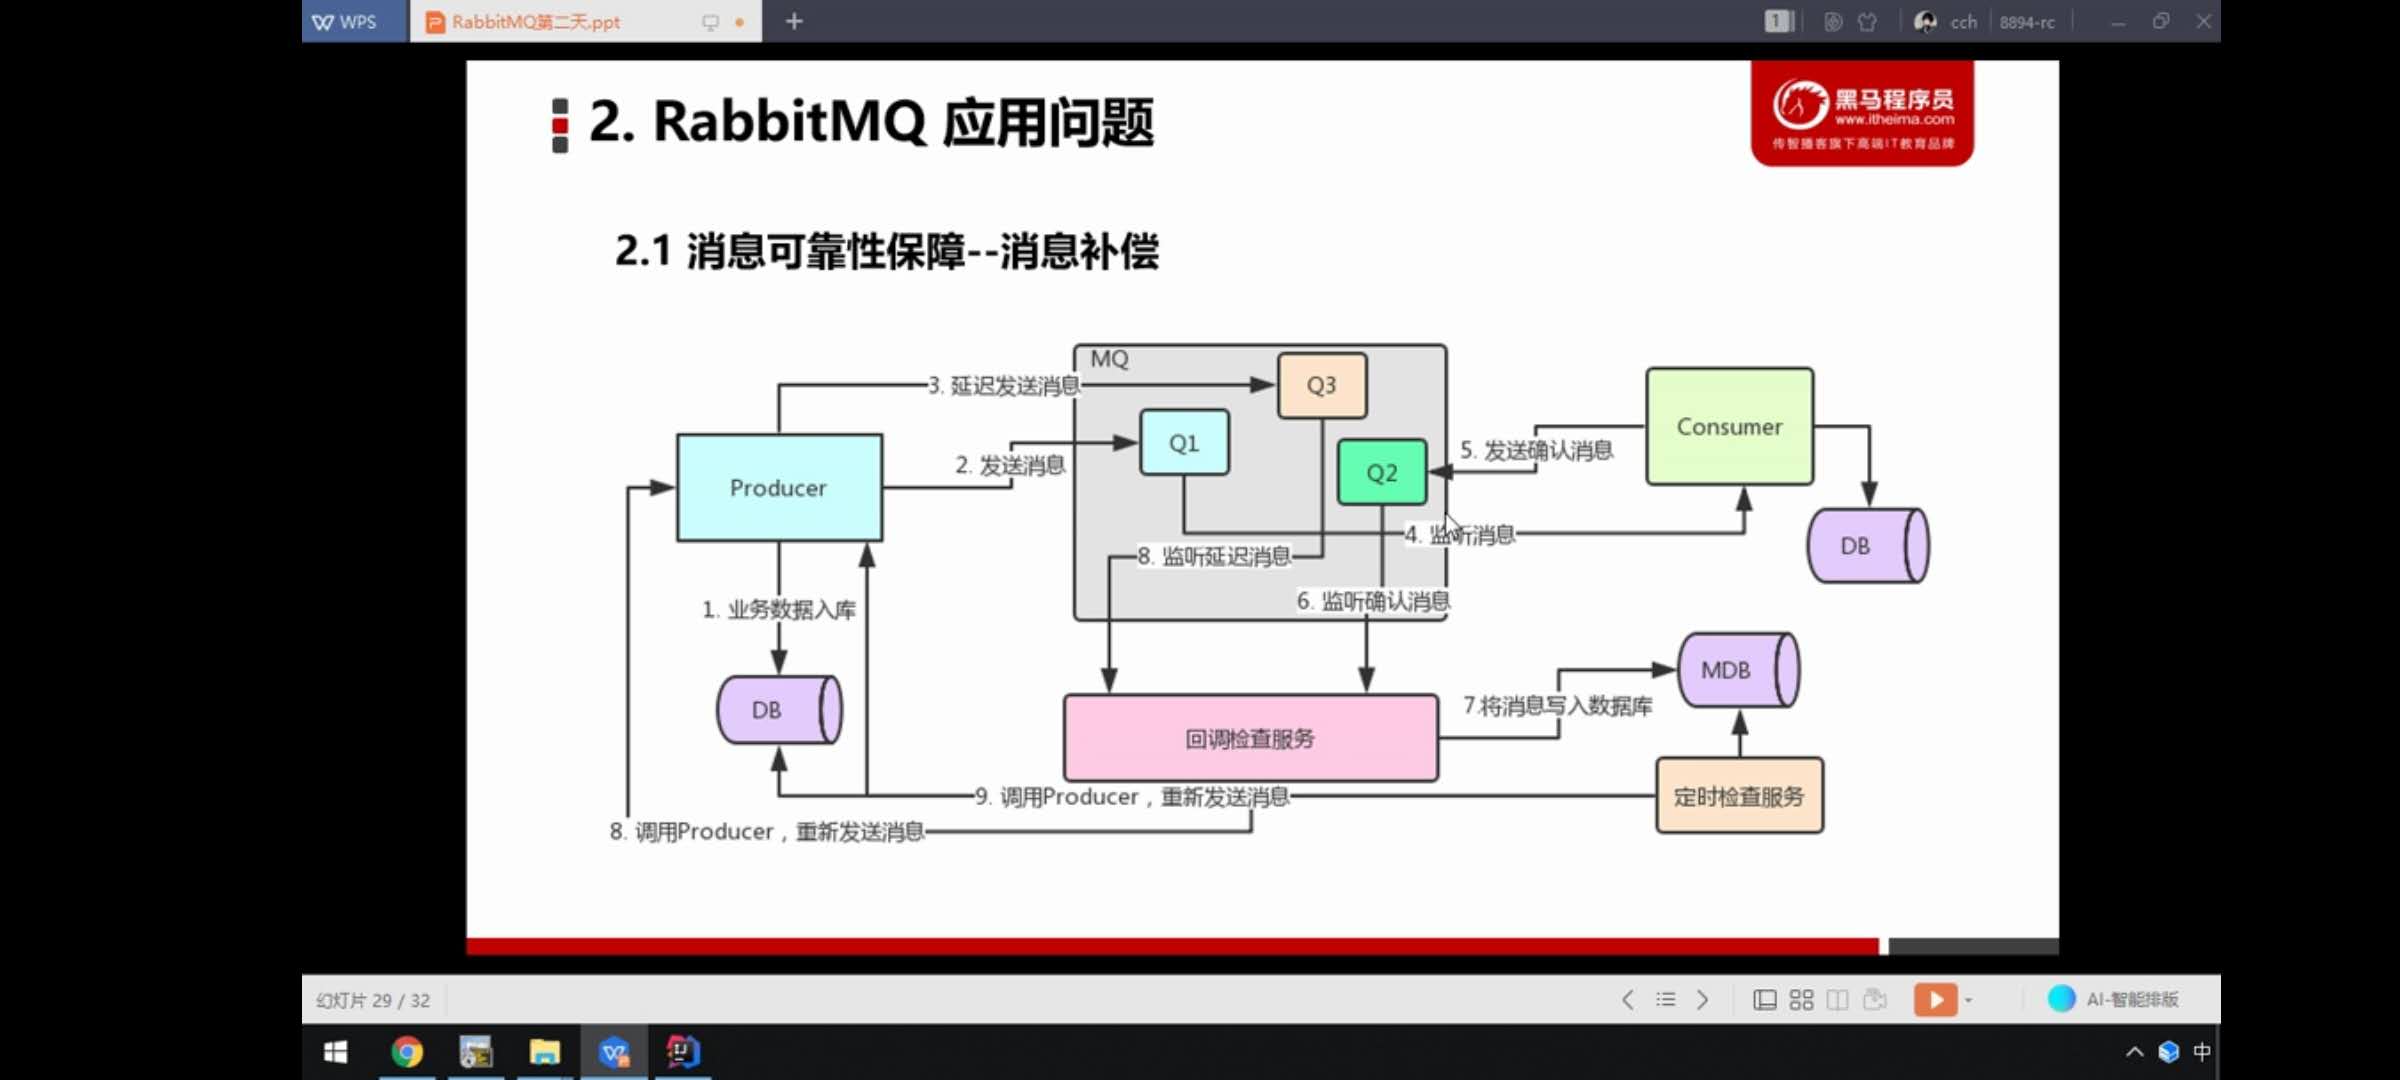 WPS
RabbitMQ第二天.ppt
1
cch
8894-rc
2. RabbitMQ 应用问题
黑马程序员
www.itheima.com
传智播客旗下高端IT教育品牌
2.1 消息可靠性保障--消息补偿
MQ
3. 延迟发送消息
Q3
Q1
2. 发送消息
Q2
5. 发送确认消息
Consumer
Producer
4. 监听消息
8. 监听延迟消息
DB
6. 监听确认消息
1. 业务数据入库
MDB
7.将消息写入数据库
DB
回调检查服务
9. 调用Producer，重新发送消息
定时检查服务
8. 调用Producer，重新发送消息
幻灯片 29 / 32
AI-智能排版
中